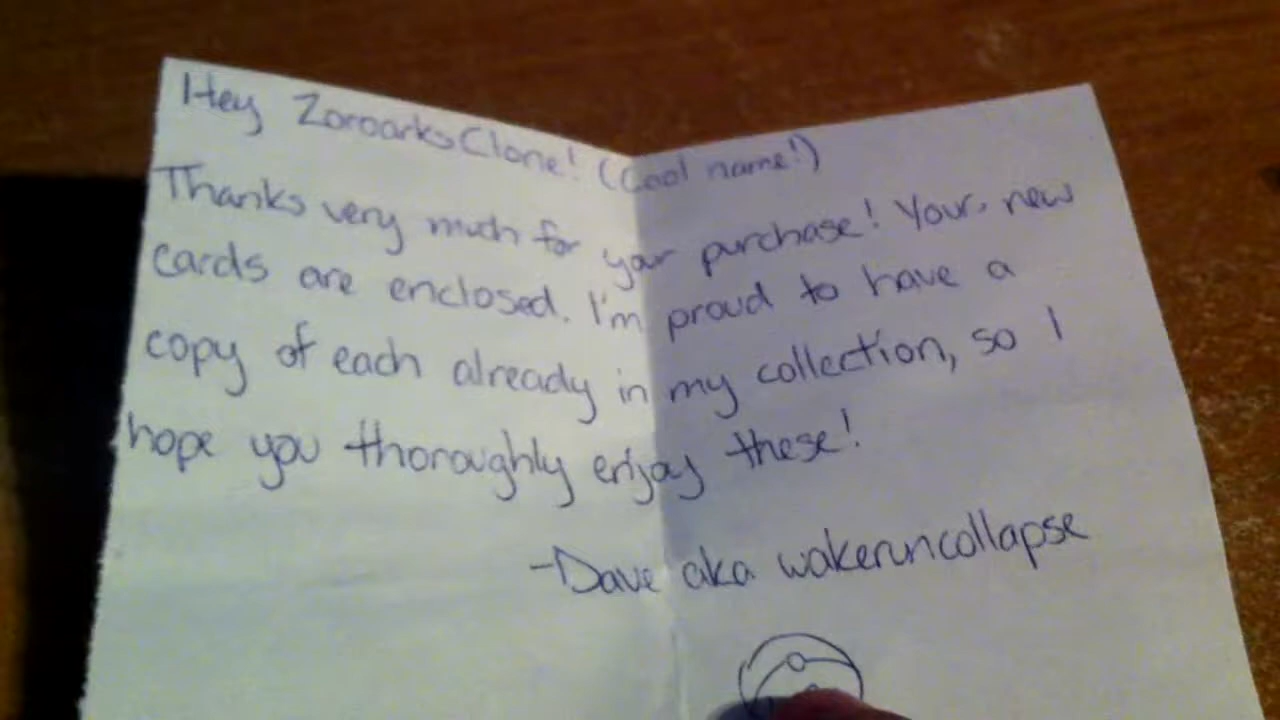 Hey ZoroarksClone! (Cool name!)
Thanks very much for your purchase! Your new
cards are enclosed. I'm proud to have a
copy of each already in my collection, so I
hope you thoroughly enjoy these!
-Dave aka wakeruncollapse